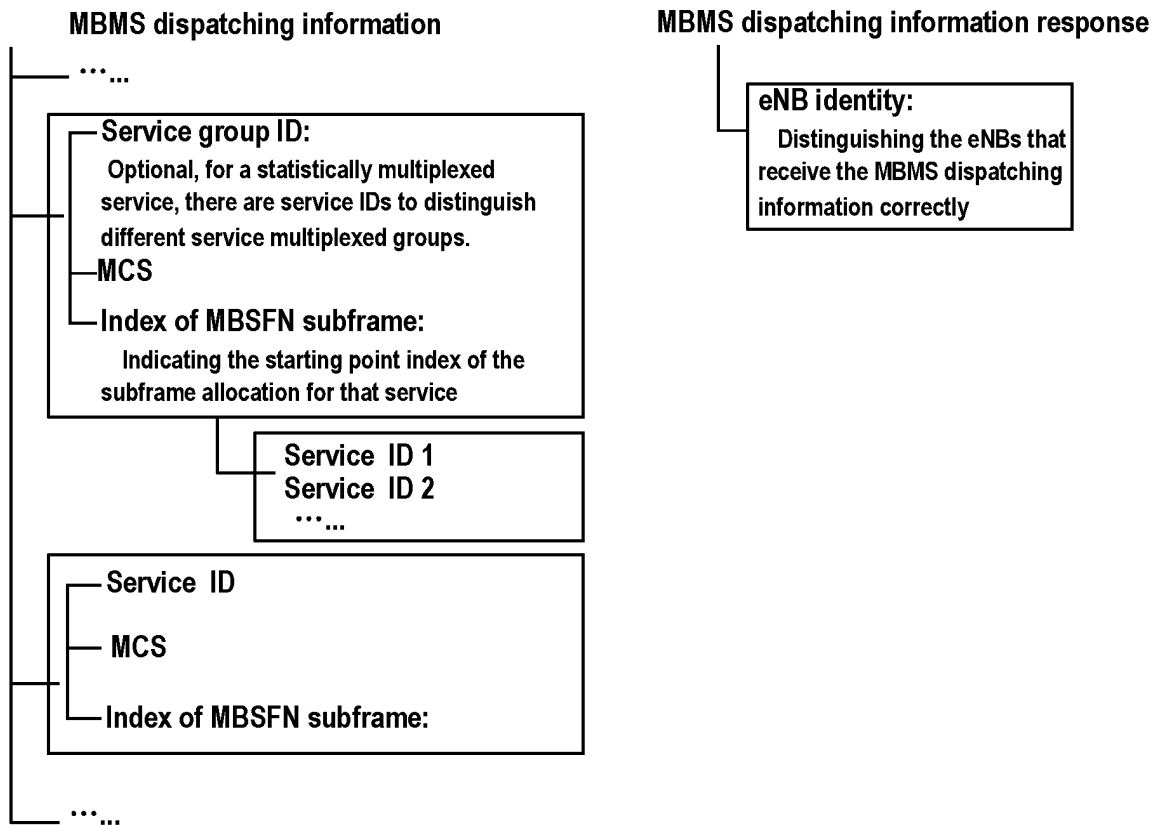 MBMS dispatching information
…...
Service group ID:
Optional, for a statistically multiplexed
service, there are service IDs to distinguish
different service multiplexed groups.
MCS
Index of MBSFN subframe:
Indicating the starting point index of the
subframe allocation for that service
Service ID 1
Service ID 2
…...
Service ID
MCS
Index of MBSFN subframe:
…...
MBMS dispatching information response
eNB identity:
Distinguishing the eNBs that
receive the MBMS dispatching
information correctly